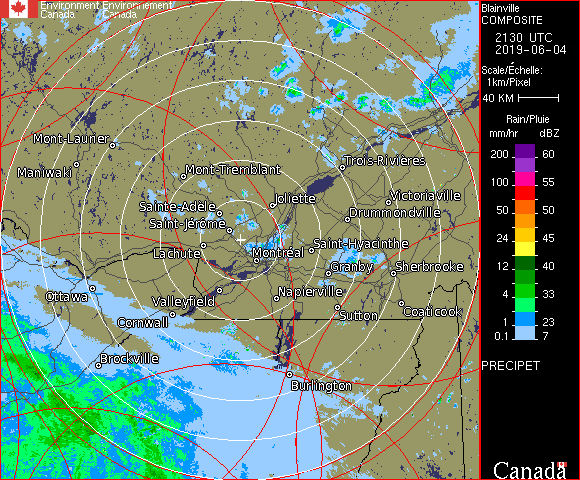 Environment Environnement
Canada Canada
Blainville
COMPOSITE
2130 UTC
2019-06-04
Scale/Échelle:
1km/Pixel
40 KM
Rain/Pluie
mm/hr dBZ
200 60
100 55
50 50
24 45
12 40
4 33
1 23
0.1 7
PRECIPET
Canada
Mont-Laurier
Maniwaki
Mont-Tremblant
Trois-Rivières
Sainte-Adele
Joliette
Victoriaville
Saint-Jérome
Drummondville
Lachute
Montréal
Saint-Hyacinthe
Granby
Sherbrooke
Ottawa
Valleyfield
Napierville
Cornwall
Sutton
Coaticook
Brockville
Burlington